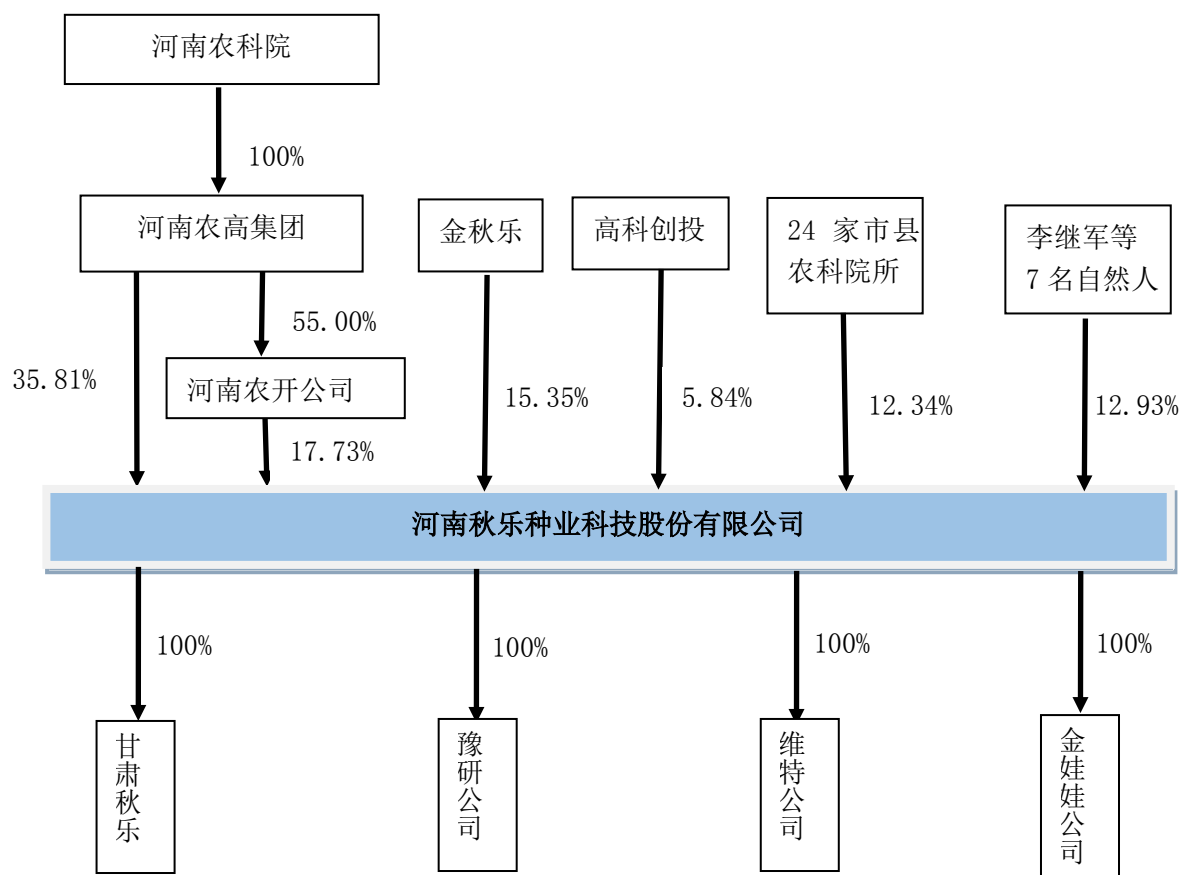 河南农科院
100%
河南农高集团
金秋乐
高科创投
24 家市县
农科院所
李继军等
7名自然人
55.00%
35.81%
河南农开公司
15.35%
5.84%
12.34%
12.93%
17.73%
河南秋乐种业科技股份有限公司
100%
100%
100%
100%
甘肃秋乐
豫研公司
维特公司
金娃娃公司